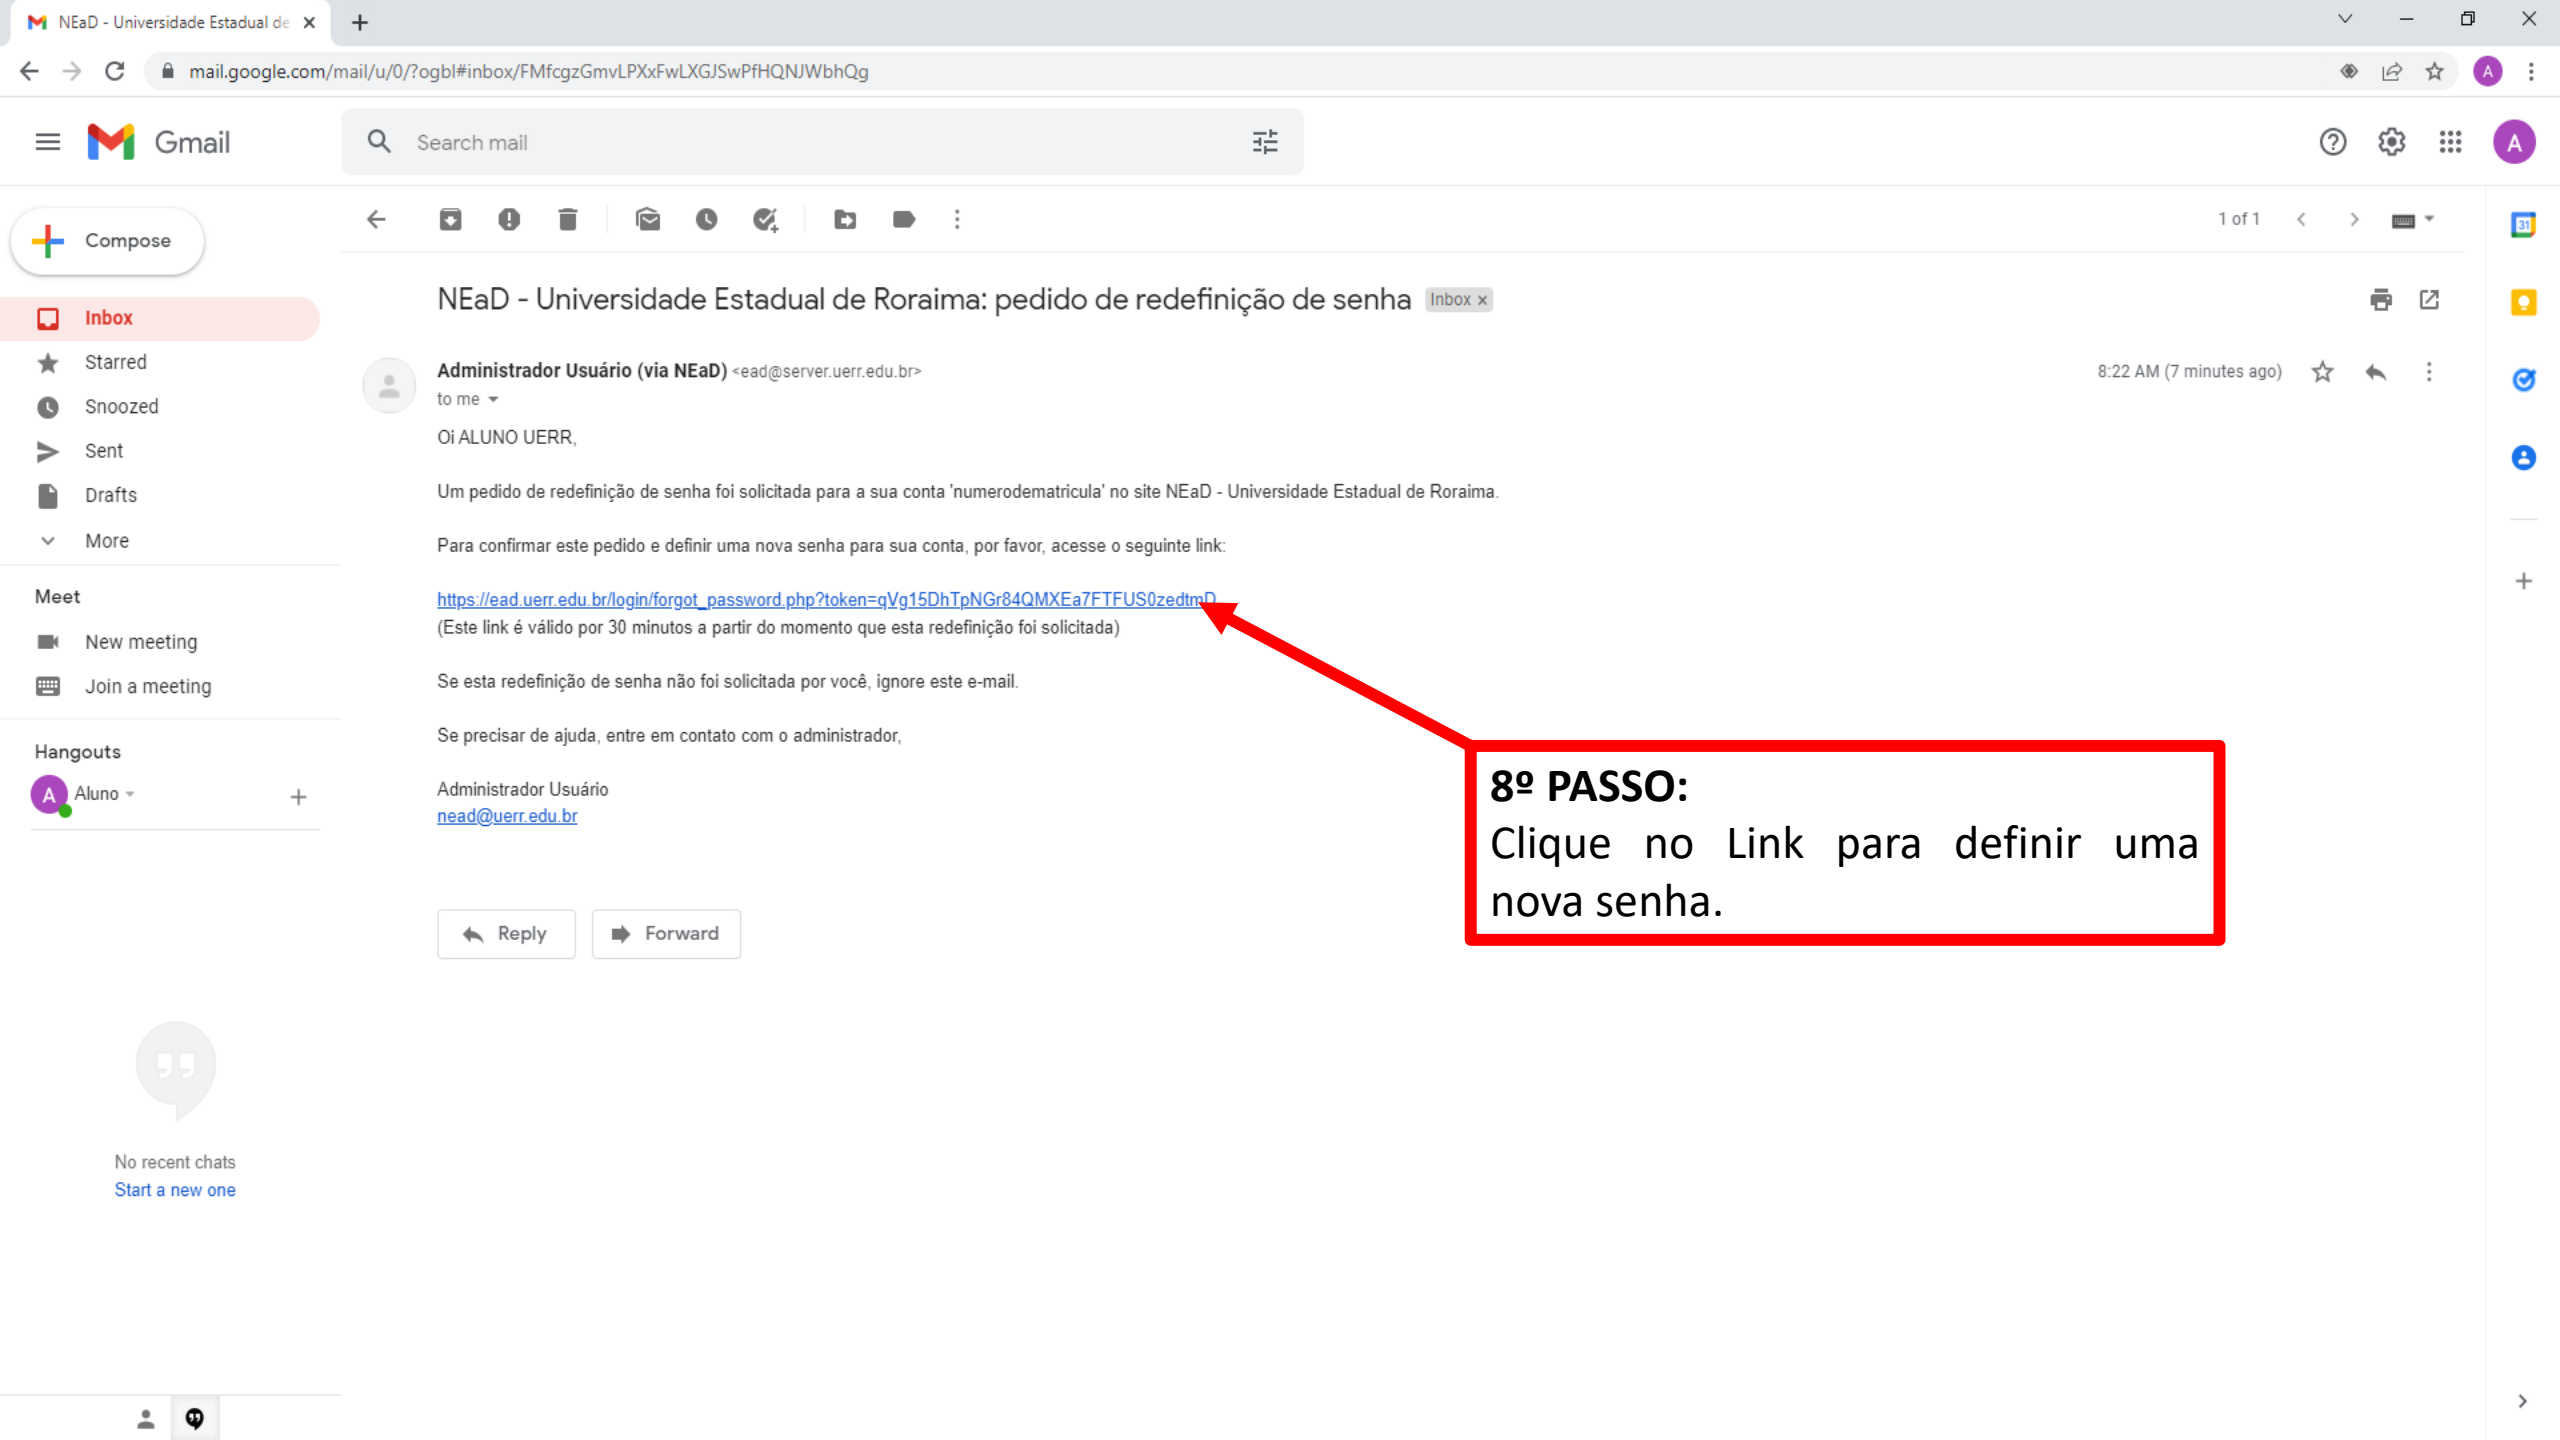 NEaD - Universidade Estadual de
mail.google.com/mail/u/0/?ogbl#inbox/FMfcgzGmvLPXxFwLXGJSwPfHQNJWbhQg
A
Gmail
Search mail
A
Compose
1 of 1
31
Inbox
Starred
Snoozed
Sent
Drafts
More
Meet
New meeting
Join a meeting
Hangouts
A
Aluno
No recent chats
Start a new one
NEaD - Universidade Estadual de Roraima: pedido de redefinição de senha Inbox x
Administrador Usuário (via NEaD) <ead@server.uerr.edu.br>
8:22 AM (7 minutes ago)
to me
Oi ALUNO UERR,
Um pedido de redefinição de senha foi solicitada para a sua conta 'numerodematricula' no site NEaD - Universidade Estadual de Roraima.
Para confirmar este pedido e definir uma nova senha para sua conta, por favor, acesse o seguinte link:
https://ead.uerr.edu.br/login/forgot_password.php?token=qVg15DhTpNGr84QMXEa7FTFUS0zedtmD
(Este link é válido por 30 minutos a partir do momento que esta redefinição foi solicitada)
Se esta redefinição de senha não foi solicitada por você, ignore este e-mail.
Se precisar de ajuda, entre em contato com o administrador,
Administrador Usuário
nead@uerr.edu.br
Reply
Forward
8º PASSO:
Clique no Link para definir uma
nova senha.